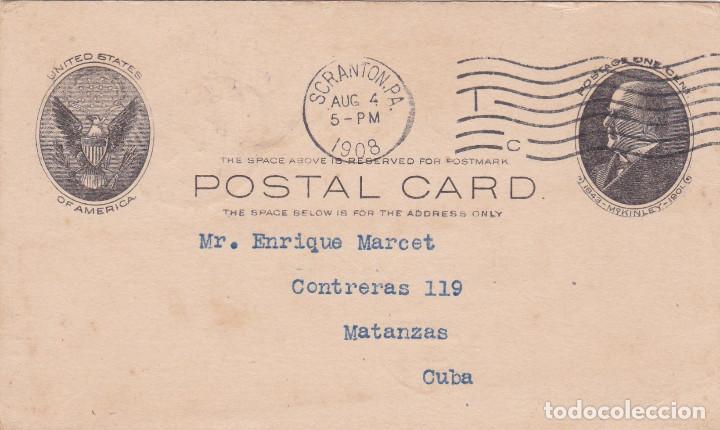 UNITED STATES
OF AMERICA.
SCRANTON, PA.
AUG 4
5-PM
1908
1
C
POSTAGE ONE CENT
1843-McKINLEY-1901
THE SPACE ABOVE IS RESERVED FOR POSTMARK
POSTAL CARD.
THE SPACE BELOW IS FOR THE ADDRESS ONLY
Mr. Enrique Marcet
Contreras 119
Matanzas
Cuba
todocoleccion